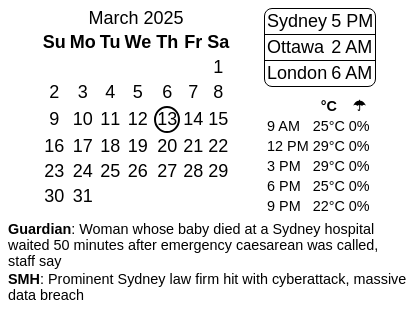 March 2025
Su Mo Tu We Th Fr Sa
1
2 3 4 5 6 7 8
9 10 11 12 13 14 15
16 17 18 19 20 21 22
23 24 25 26 27 28 29
30 31
Sydney 5 PM
Ottawa 2 AM
London 6 AM
°C ☂
9 AM 25°C 0%
12 PM 29°C 0%
3 PM 29°C 0%
6 PM 25°C 0%
9 PM 22°C 0%
Guardian: Woman whose baby died at a Sydney hospital
waited 50 minutes after emergency caesarean was called,
staff say
SMH: Prominent Sydney law firm hit with cyberattack, massive
data breach